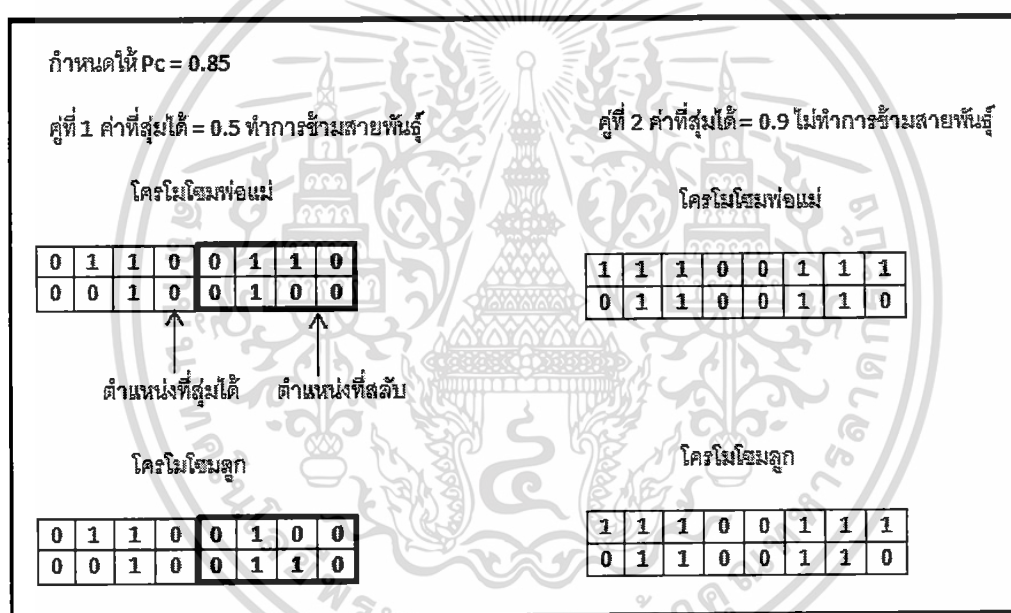 กำหนดให้ Pc = 0.85
คู่ที่ 1 ค่าที่สุ่มได้ = 0.5 ทำการข้ามสายพันธุ์
โครโมโซมพ่อแม่
0 1 1 0 0 1 1 0
0 0 1 0 0 1 0 0
ตำแหน่งที่สุ่มได้ ตำแหน่งที่สลับ
โครโมโซมลูก
0 1 1 0 0 1 0 0
0 0 1 0 0 1 1 0
คู่ที่ 2 ค่าที่สุ่มได้ = 0.9 ไม่ทำการข้ามสายพันธุ์
โครโมโซมพ่อแม่
1 1 1 0 0 1 1 1
0 1 1 0 0 1 1 0
โครโมโซมลูก
1 1 1 0 0 1 1 1
0 1 1 0 0 1 1 0